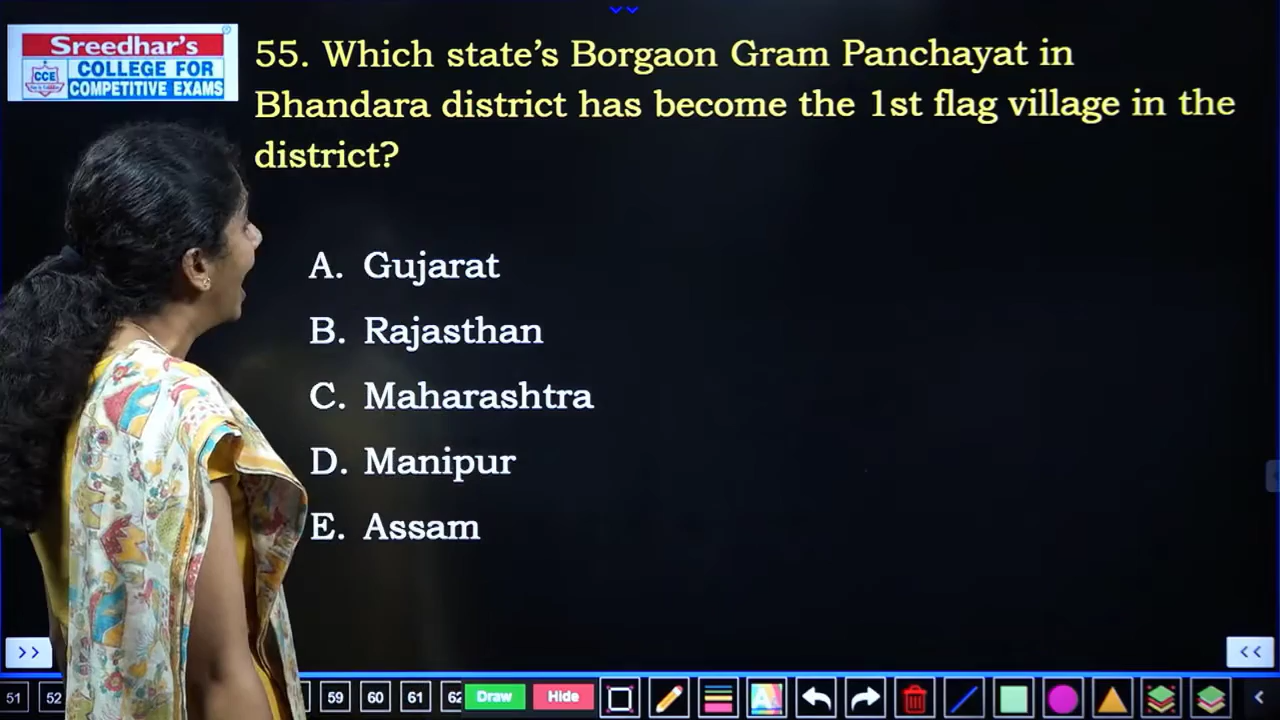 Sreedhar's
CCE
COLLEGE FOR
COMPETITIVE EXAMS
55. Which state’s Borgaon Gram Panchayat in
Bhandara district has become the 1st flag village in the
district?
A. Gujarat
B. Rajasthan
C. Maharashtra
D. Manipur
E. Assam
>>
<<
51 52 59 60 61 62 Draw Hide A